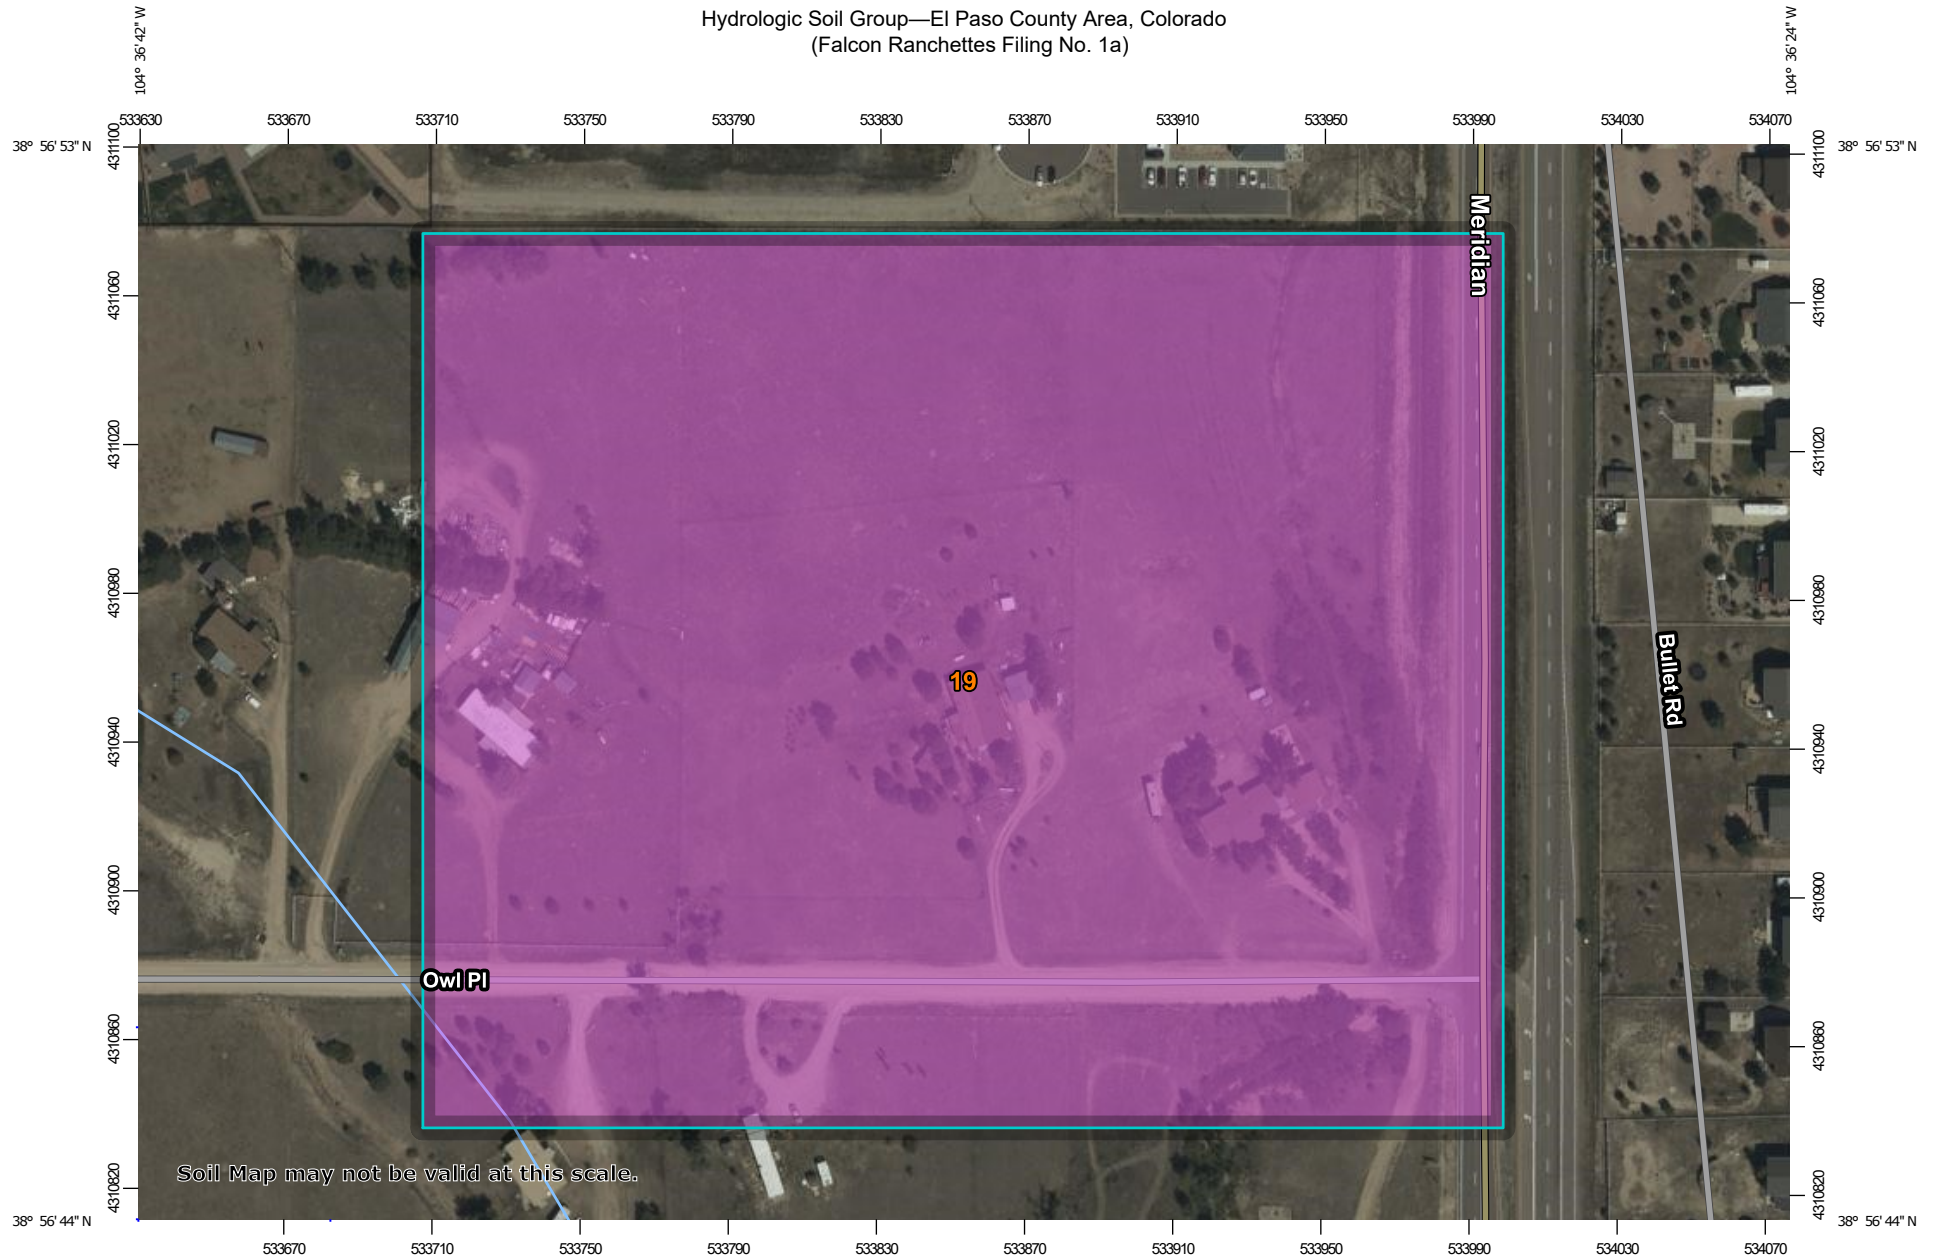 Hydrologic Soil Group—El Paso County Area, Colorado
(Falcon Ranchettes Filing No. 1a)
104° 36' 42'' W
104° 36' 24'' W
533630 533670 533710 533750 533790 533830 533870 533910 533950 533990 534030 534070
38° 56' 53'' N
38° 56' 53'' N
4311100
4311060
4311020
4310980
4310940
4310900
4310860
4310820
4311100
4311060
4311020
4310980
4310940
4310900
4310860
4310820
Meridian
Bullet Rd
19
Owl Pl
Soil Map may not be valid at this scale.
38° 56' 44'' N
38° 56' 44'' N
533670 533710 533750 533790 533830 533870 533910 533950 533990 534030 534070